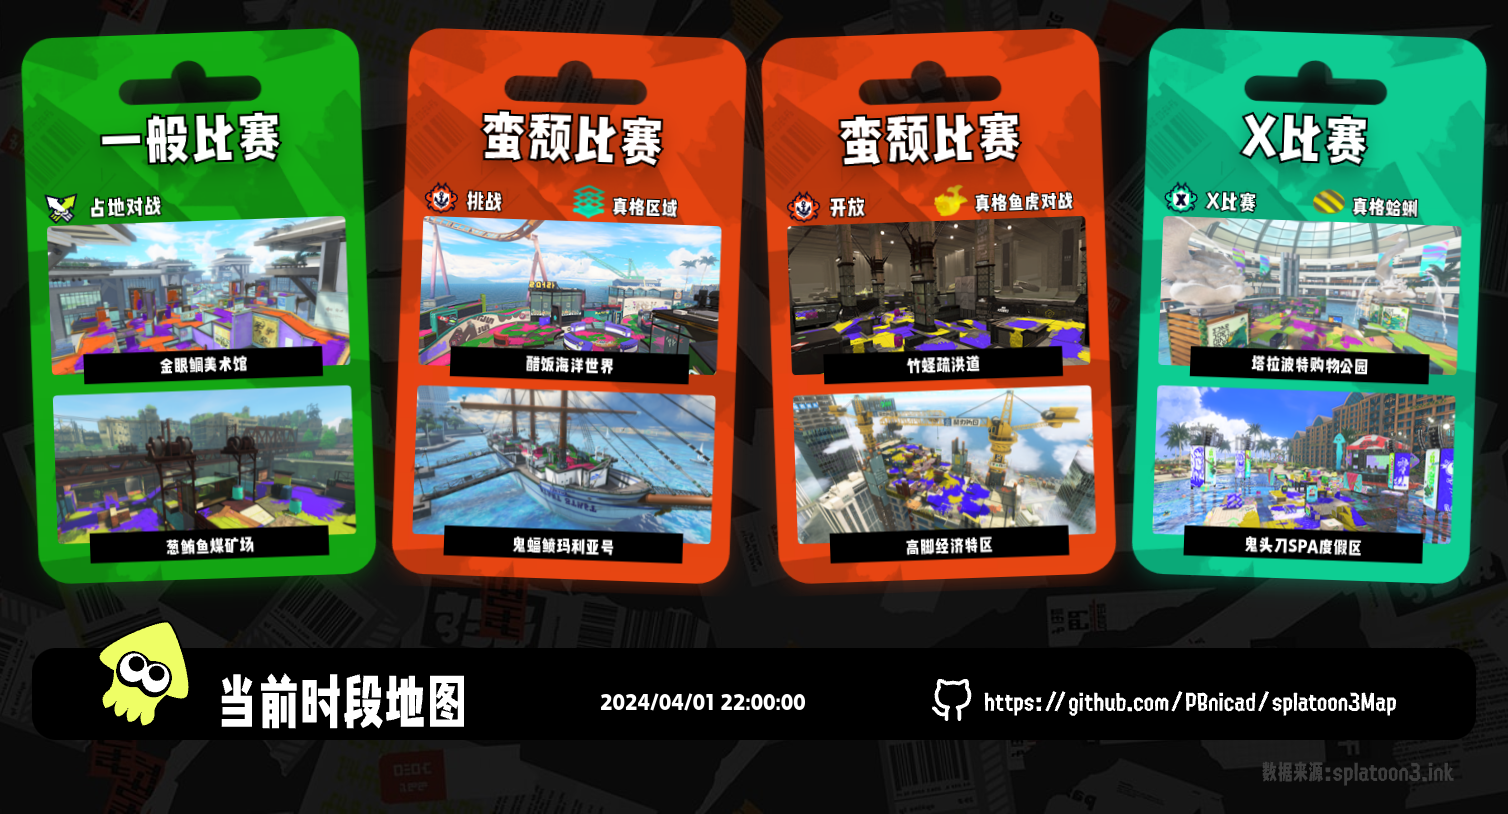 一般比赛
占地对战
金眼鲷美术馆
葱鲔鱼煤矿场
蛮颓比赛
挑战
真格区域
醋饭海洋世界
鬼蝠鲼玛利亚号
蛮颓比赛
开放
真格鱼虎对战
竹蛏疏洪道
高脚经济特区
X比赛
X比赛
真格蛤蜊
塔拉波特购物公园
鬼头刀SPA度假区
当前时段地图
2024/04/01 22:00:00
https://github.com/PBnicad/splatoon3Map
数据来源:splatoon3.ink